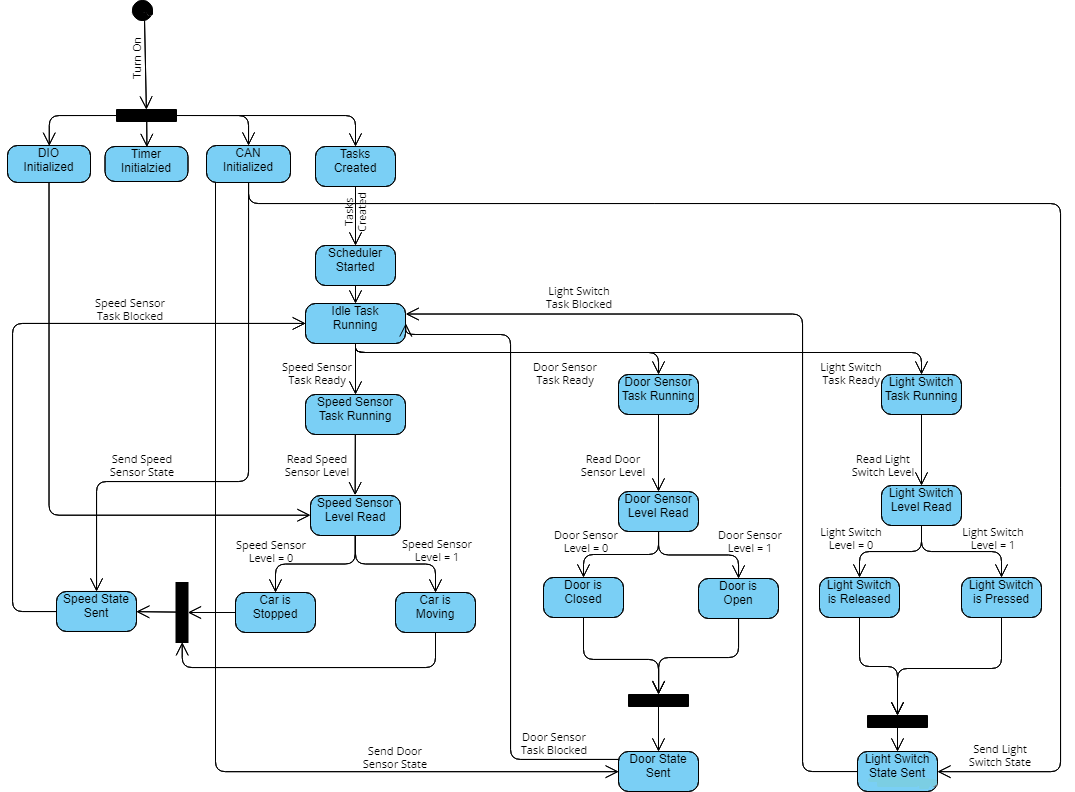 Turn On
DIO
Initialized
Timer
Initialzied
CAN
Initialized
Tasks
Created
Tasks
Created
Scheduler
Started
Speed Sensor
Task Blocked
Light Switch
Task Blocked
Idle Task
Running
Speed Sensor
Task Ready
Door Sensor
Task Ready
Light Switch
Task Ready
Speed Sensor
Task Running
Door Sensor
Task Running
Light Switch
Task Running
Send Speed
Sensor State
Read Speed
Sensor Level
Read Door
Sensor Level
Read Light
Switch Level
Speed Sensor
Level Read
Door Sensor
Level Read
Light Switch
Level Read
Speed Sensor
Level = 0
Speed Sensor
Level = 1
Door Sensor
Level = 0
Door Sensor
Level = 1
Light Switch
Level = 0
Light Switch
Level = 1
Speed State
Sent
Car is
Stopped
Car is
Moving
Door is
Closed
Door is
Open
Light Switch
is Released
Light Switch
is Pressed
Send Door
Sensor State
Door Sensor
Task Blocked
Door State
Sent
Light Switch
State Sent
Send Light
Switch State